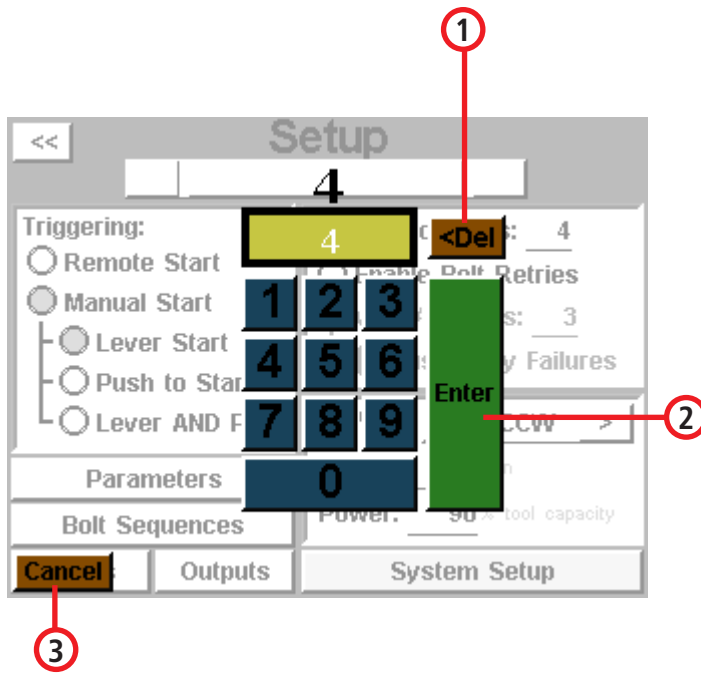 1
<< Setup
4
Triggering: 4 <Del : 4
Remote Start Enable Bolt Retries
Manual Start 1 2 3 s: 3
Lever Start 4 5 6 y Failures
Push to Star Enter
Lever AND P 7 8 9 CCW > 2
Parameters 0
Bolt Sequences Power: 90 % tool capacity
Cancel Outputs System Setup
3